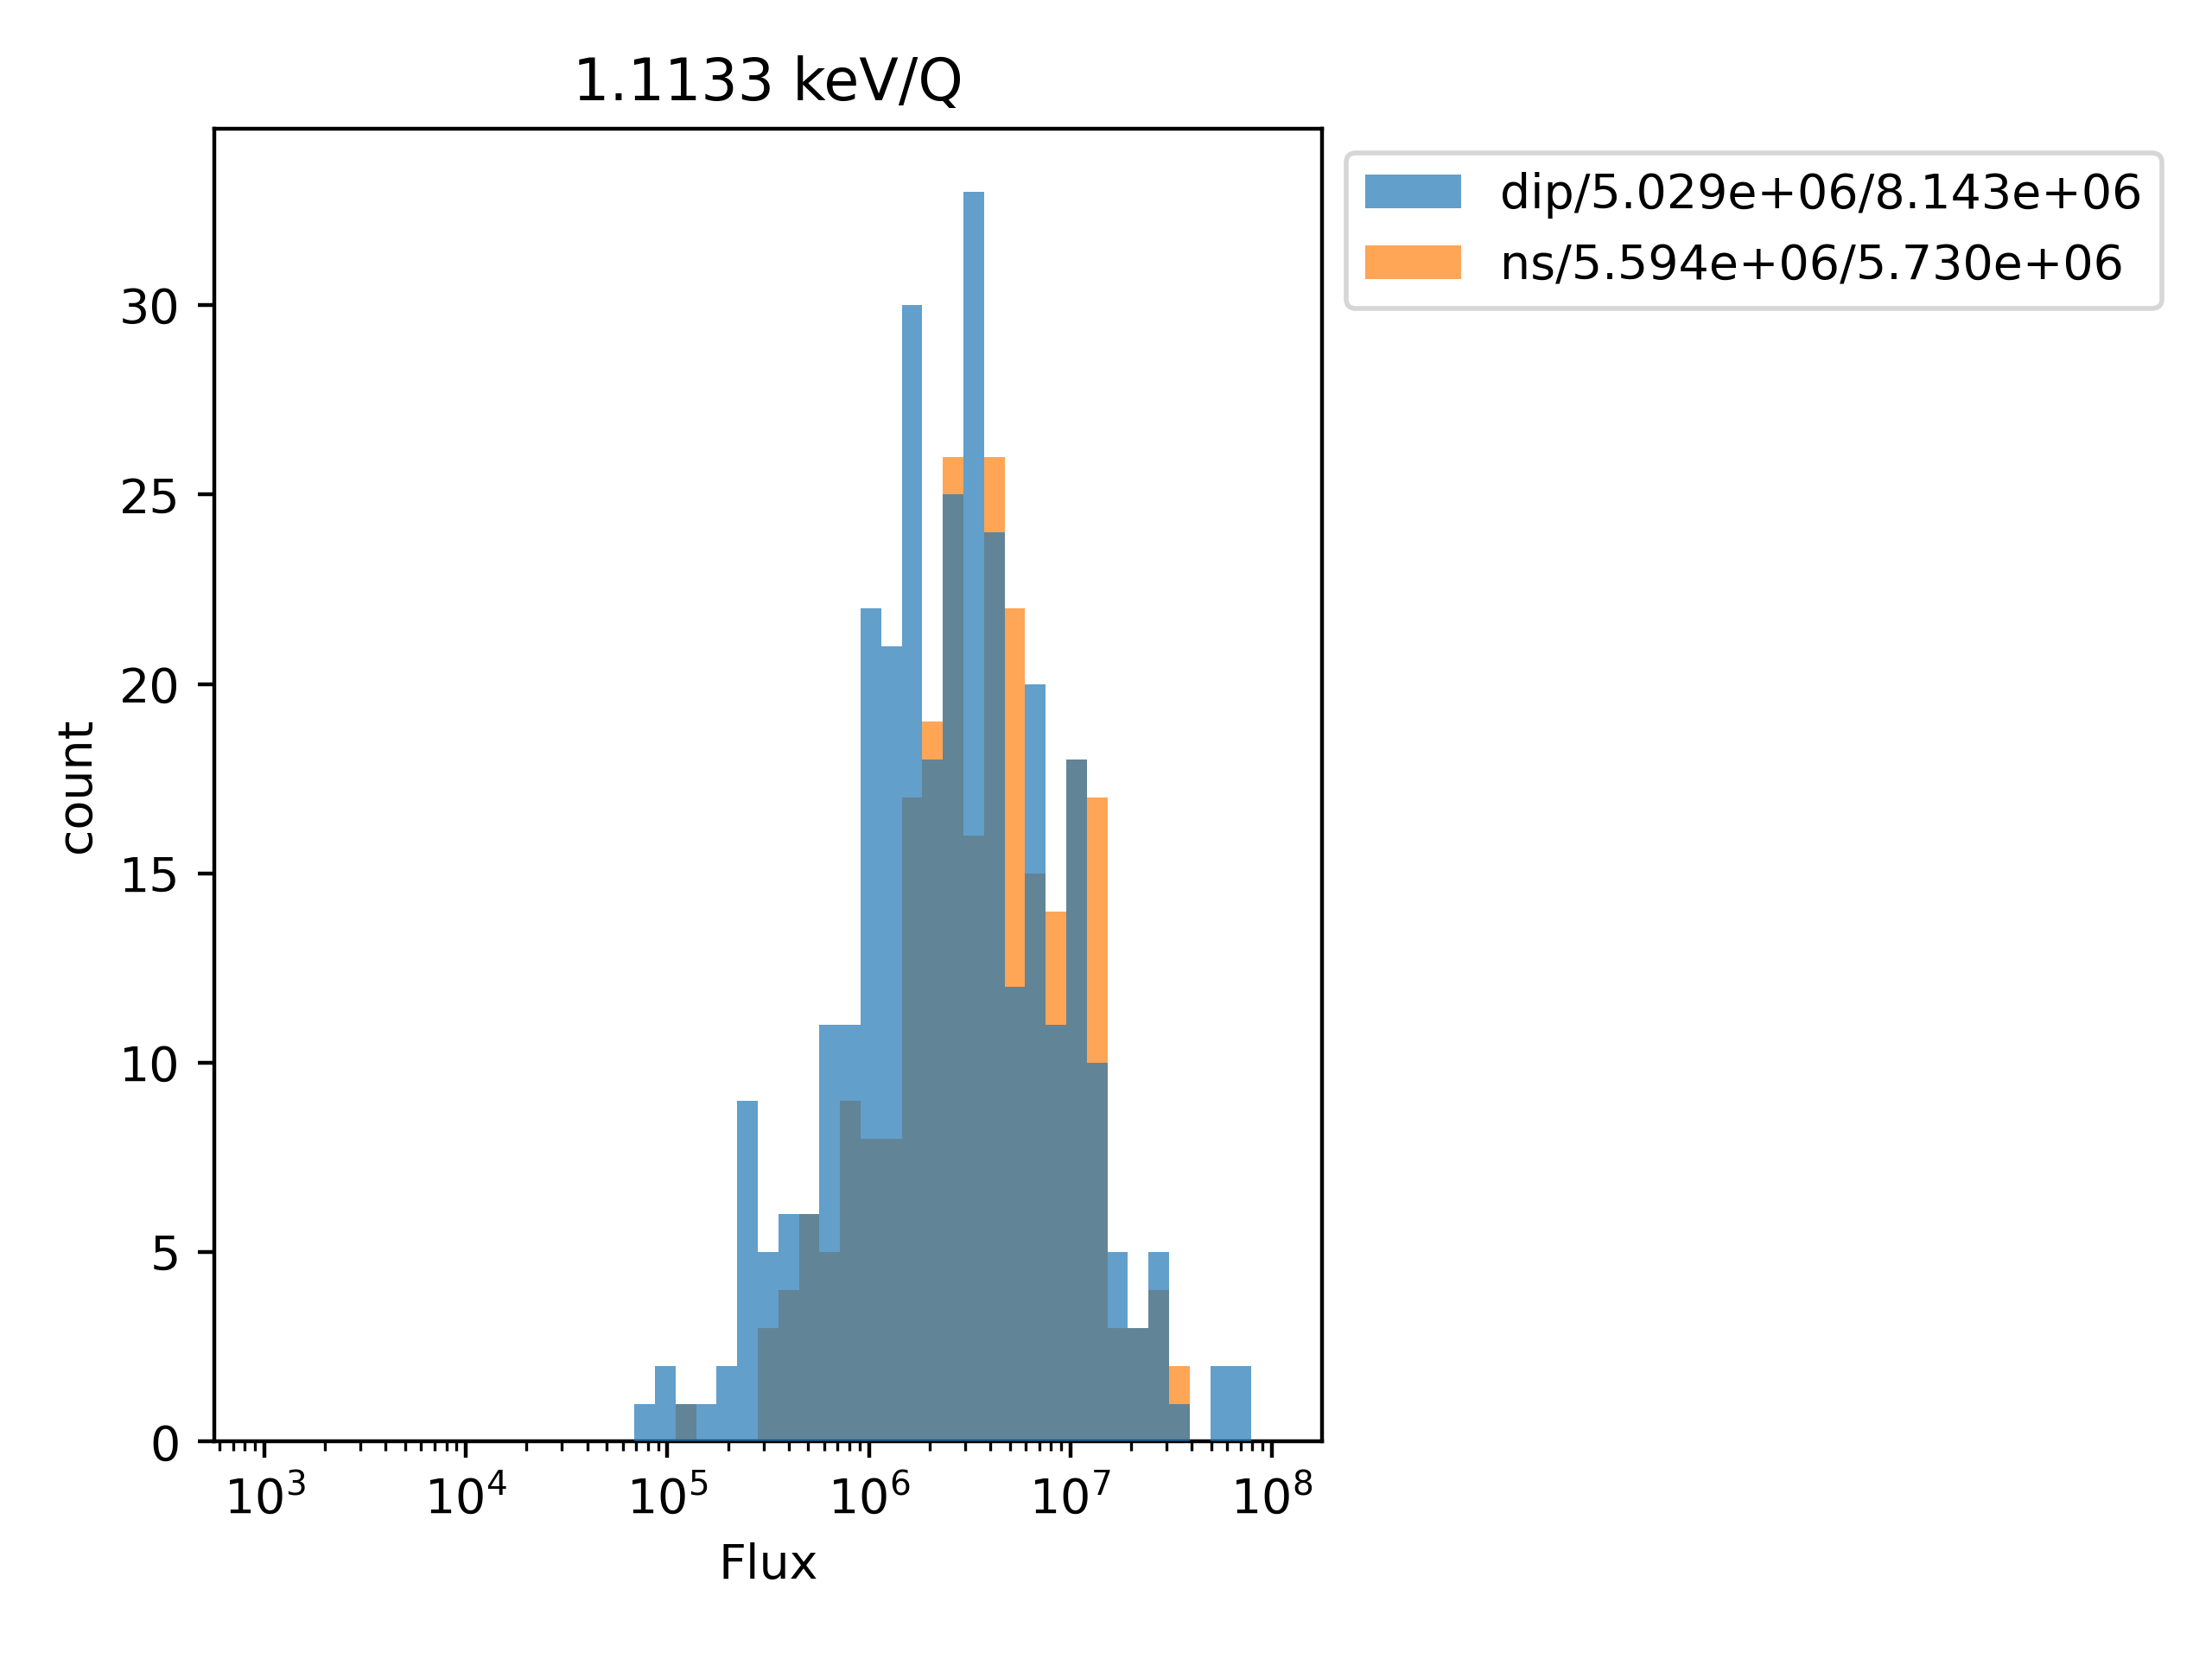 1.1133 keV/Q
dip/5.029e+06/8.143e+06
ns/5.594e+06/5.730e+06
count
30
25
20
15
10
5
0
10³ 10⁴ 10⁵ 10⁶ 10⁷ 10⁸
Flux